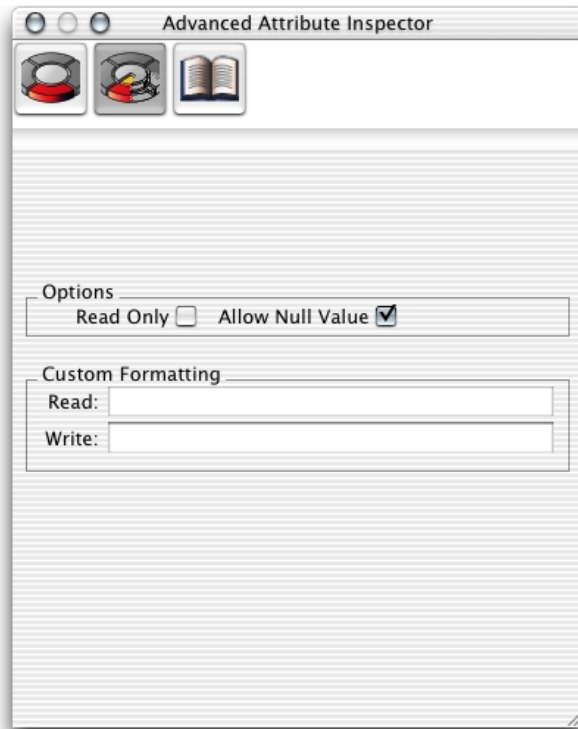 Advanced Attribute Inspector
Options
Read Only Allow Null Value
Custom Formatting
Read:
Write: